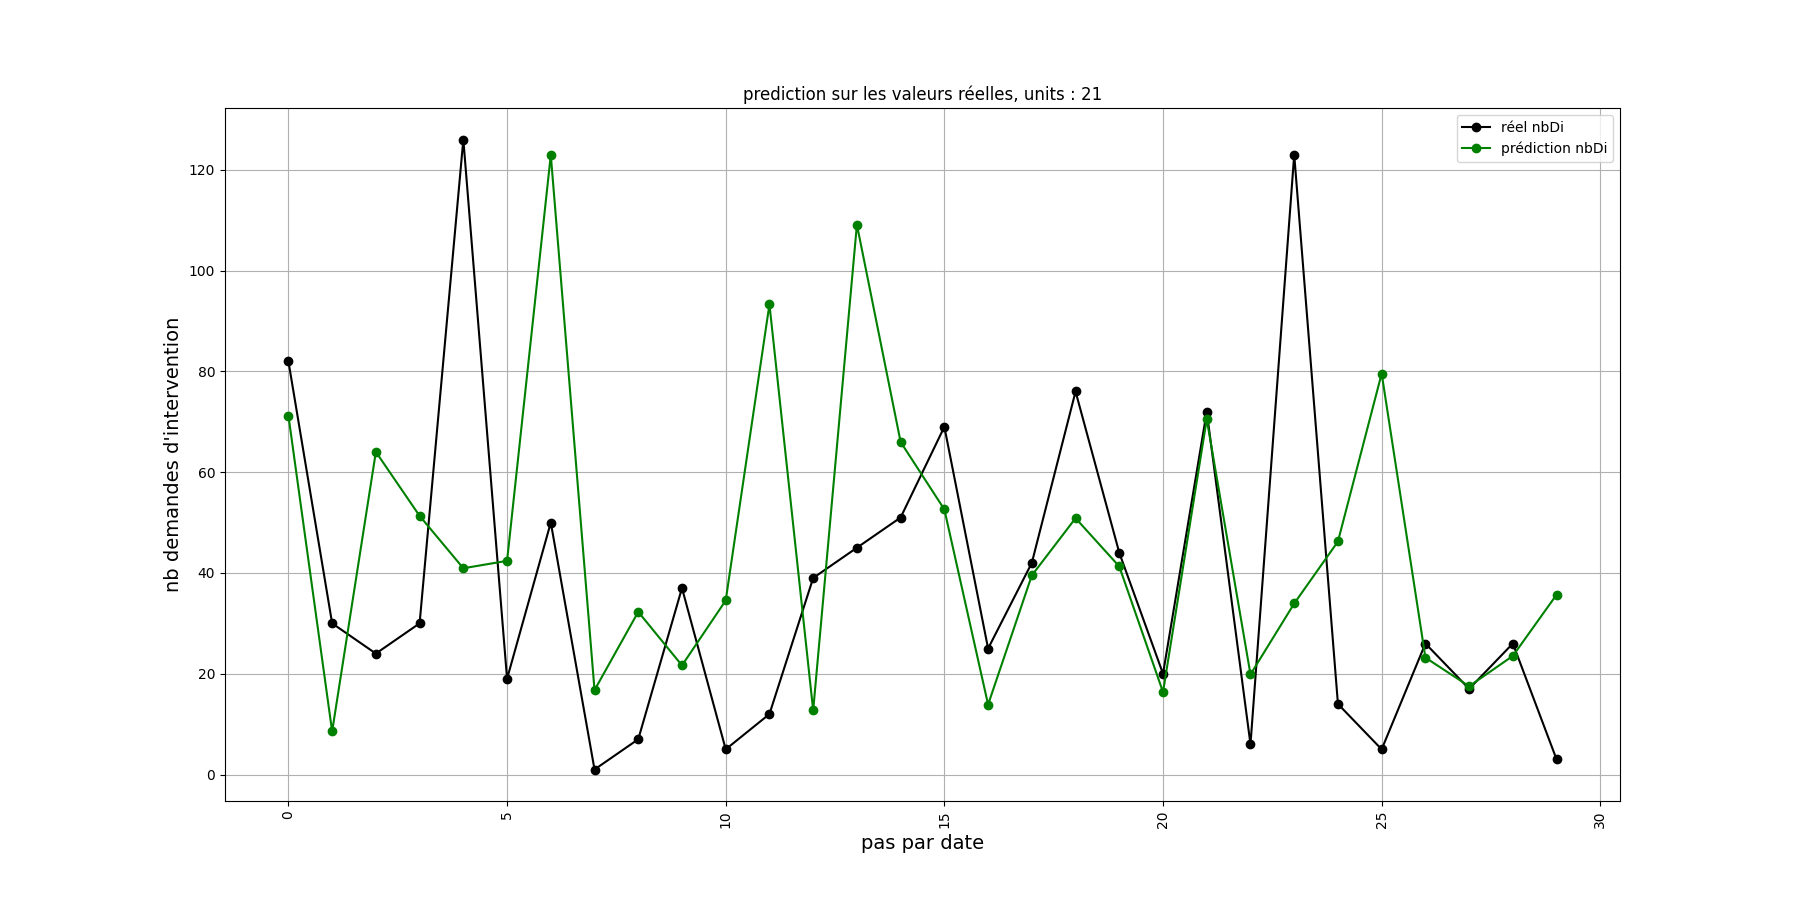 prediction sur les valeurs réelles, units : 21
réel nbDi
prédiction nbDi
nb demandes d'intervention
120
100
80
60
40
20
0
0
5
10
15
20
25
30
pas par date